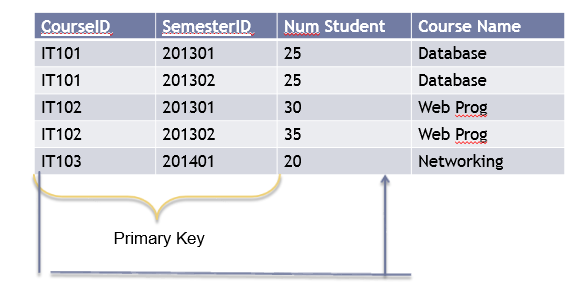 CourseID SemesterID Num Student Course Name
IT101 201301 25 Database
IT101 201302 25 Database
IT102 201301 30 Web Prog
IT102 201302 35 Web Prog
IT103 201401 20 Networking
Primary Key